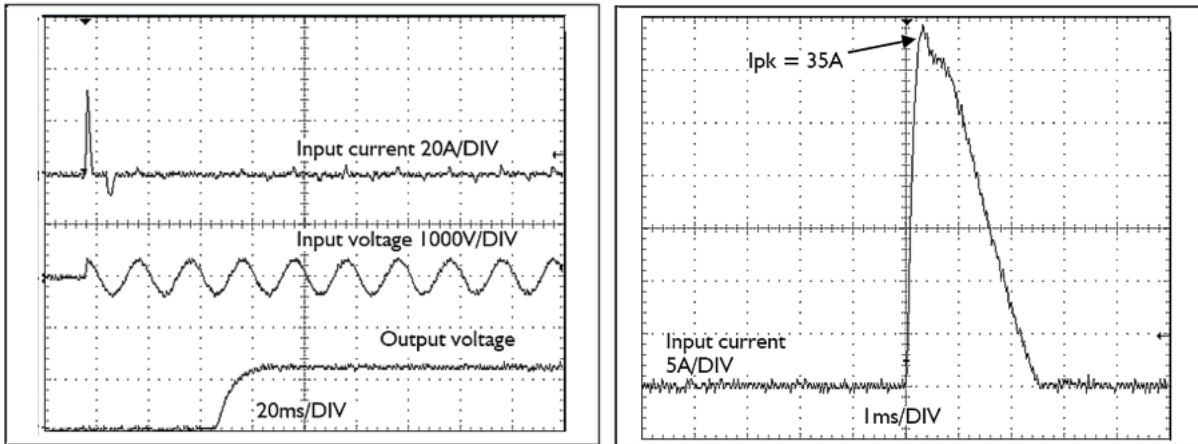 Input current 20A/DIV
Input voltage 1000V/DIV
Output voltage
20ms/DIV
Ipk = 35A
Input current
5A/DIV
1ms/DIV